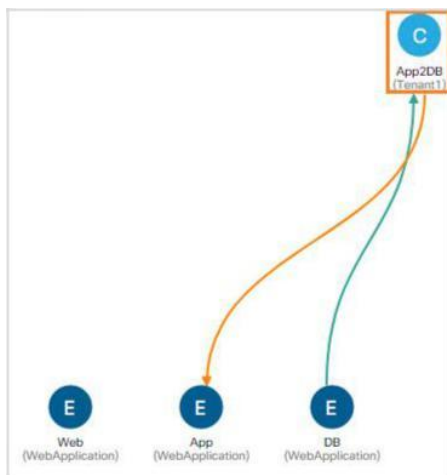 C
App2DB
(Tenant1)
E
E
E
Web
App
DB
(WebApplication)
(WebApplication)
(WebApplication)